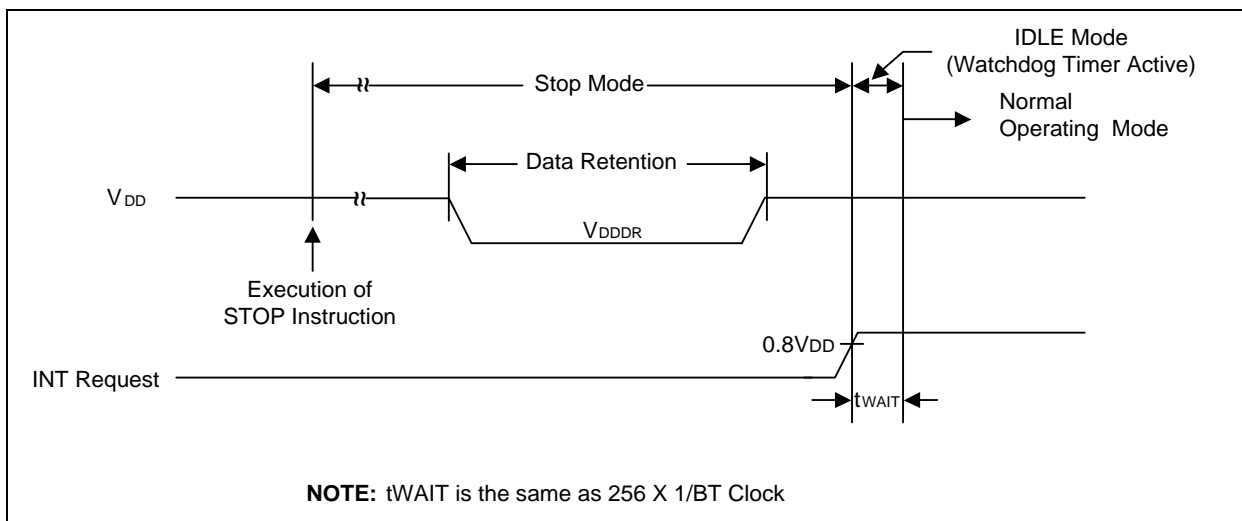 IDLE Mode
(Watchdog Timer Active)
Stop Mode
Normal
Operating Mode
Data Retention
VDD
VDDDR
Execution of
STOP Instruction
0.8VDD
INT Request
tWAIT
NOTE: tWAIT is the same as 256 X 1/BT Clock